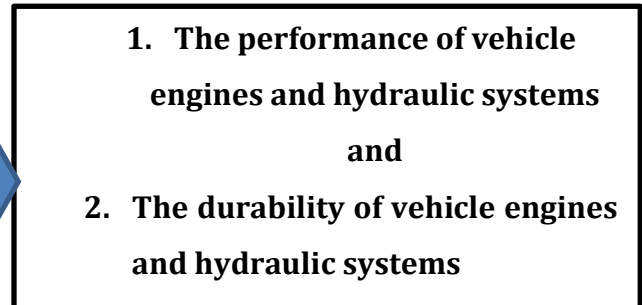 1. The performance of vehicle
engines and hydraulic systems
and
2. The durability of vehicle engines
and hydraulic systems